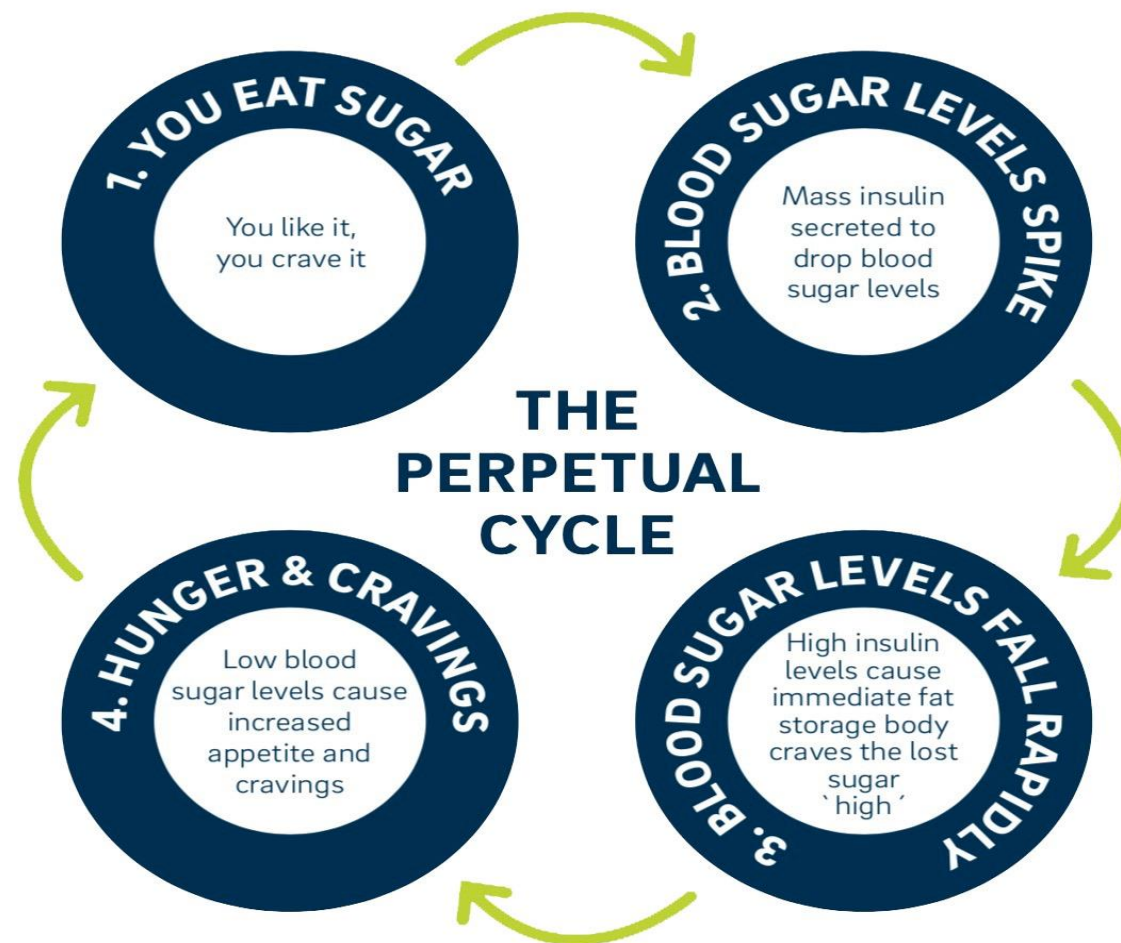 1. YOU EAT SUGAR
You like it,
you crave it
2. BLOOD SUGAR LEVELS SPIKE
Mass insulin
secreted to
drop blood
sugar levels
THE
PERPETUAL
CYCLE
3. BLOOD SUGAR LEVELS FALL RAPIDLY
High insulin
levels cause
immediate fat
storage body
craves the lost
sugar
`high´
4. HUNGER & CRAVINGS
Low blood
sugar levels cause
increased
appetite and
cravings